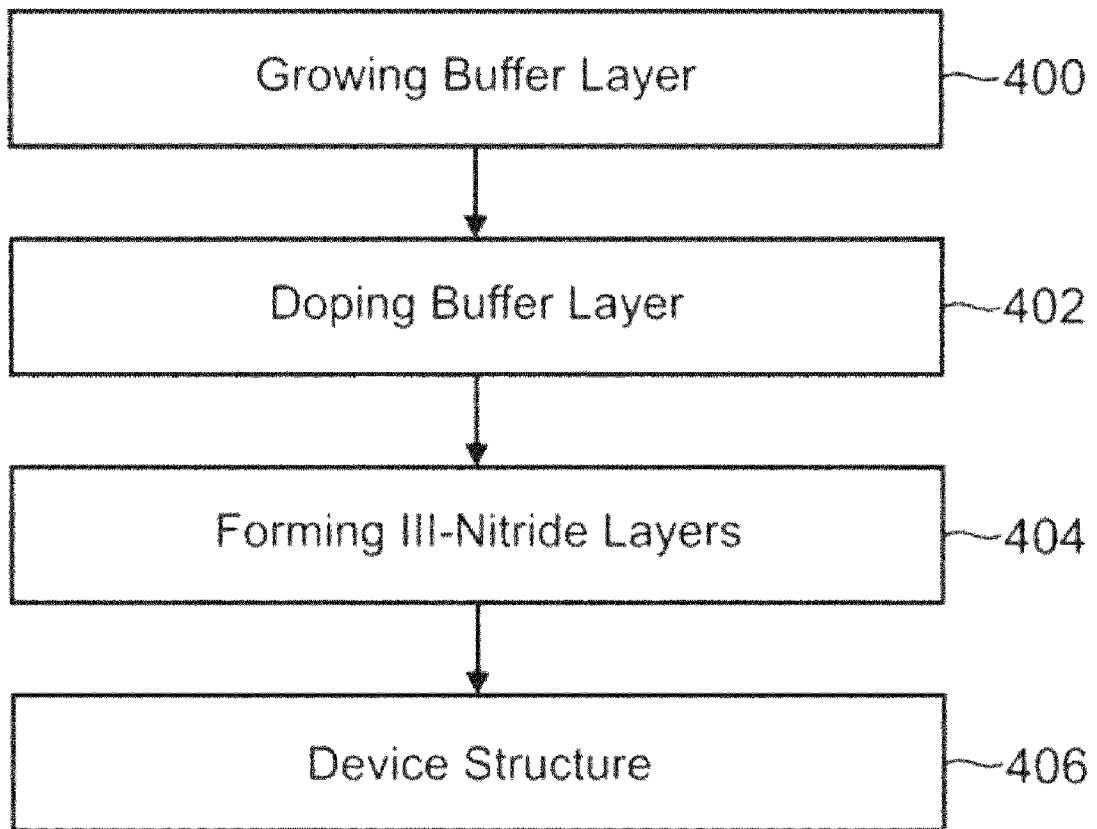 Growing Buffer Layer 400
Doping Buffer Layer 402
Forming III-Nitride Layers 404
Device Structure 406